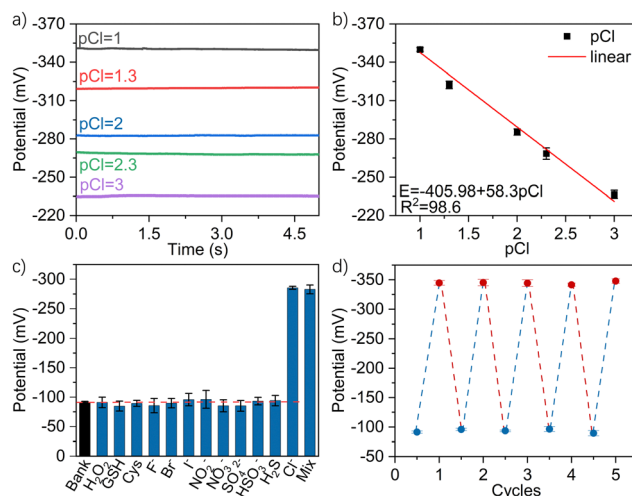 a)
-370
-340
-310
-280
-250
-220
Potential (mV)
pCl=1
pCl=1.3
pCl=2
pCl=2.3
pCl=3
0.0
1.5
3.0
4.5
Time (s)
b)
-370
-340
-310
-280
-250
-220
Potential (mV)
pCl
linear
E=-405.98+58.3pCl
R²=98.6
1.0
1.5
2.0
2.5
3.0
pCl
c)
-300
-250
-200
-150
-100
-50
0
Potential (mV)
Bank
H₂O₂
GSH
Cys
F⁻
Br⁻
I⁻
NO₂⁻
NO₃⁻
SO₄²⁻
HSO₃⁻
H₂S
Cl⁻
Mix
d)
-350
-300
-250
-200
-150
-100
-50
Potential (mV)
0
1
2
3
4
5
Cycles